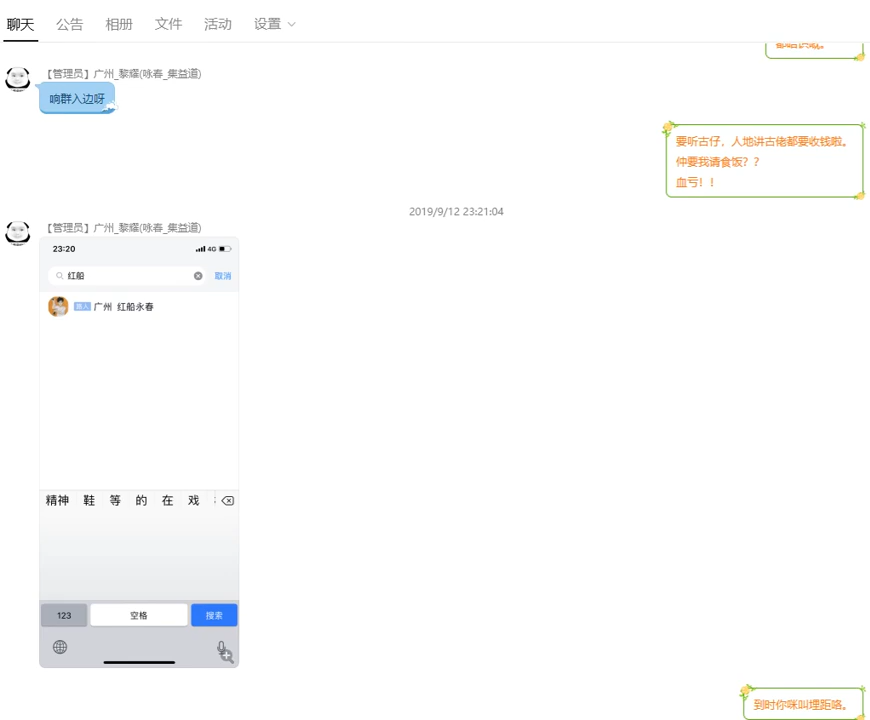 聊天 公告 相册 文件 活动 设置
【管理员】广州_黎耀(咏春_集益道)
响群入边呀
要听古仔，人地讲古佬都要收钱啦。
仲要我请食饭？？
血亏！！
2019/9/12 23:21:04
【管理员】广州_黎耀(咏春_集益道)
23:20 4G
红船 取消
广州 红船永春
精神 鞋 等 的 在 戏
123 空格 搜索
到时你咪叫埋距咯。